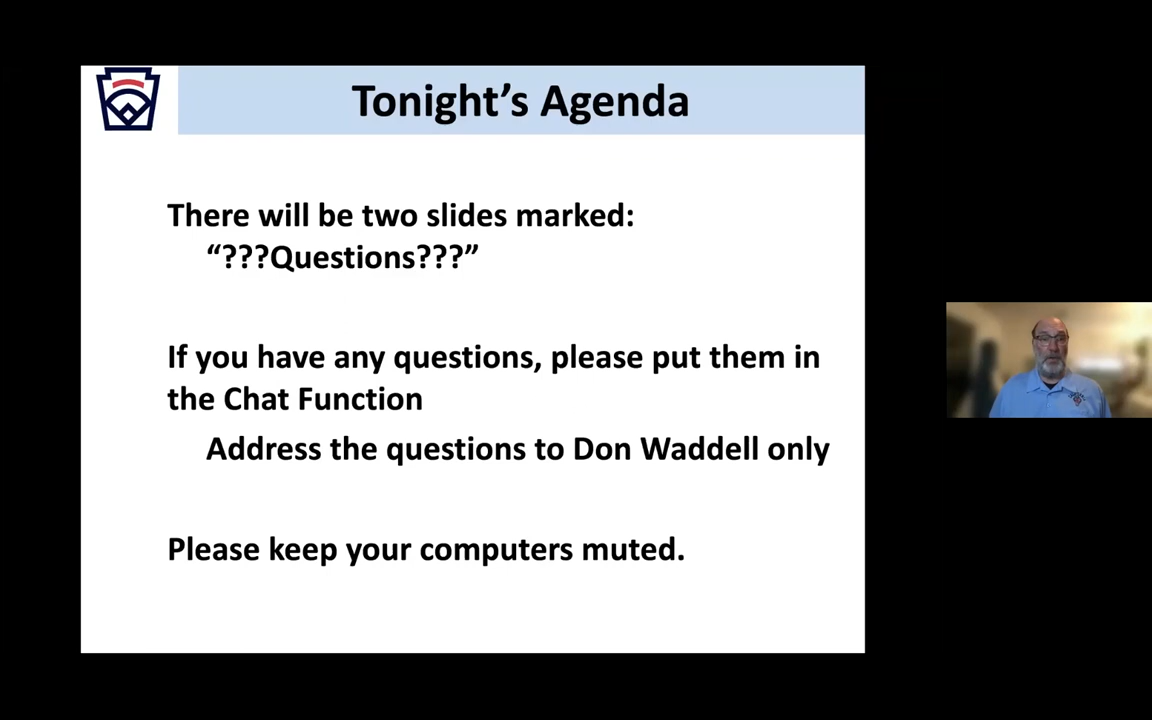 Tonight’s Agenda
There will be two slides marked:
“???Questions???”
If you have any questions, please put them in
the Chat Function
Address the questions to Don Waddell only
Please keep your computers muted.